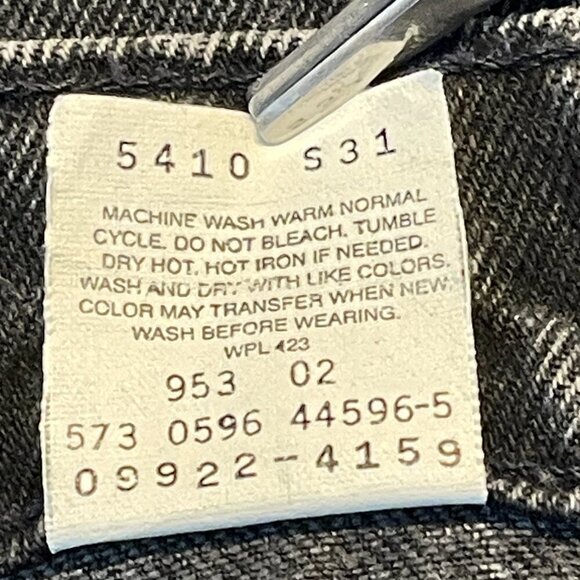 5410 S31
MACHINE WASH WARM NORMAL
CYCLE. DO NOT BLEACH. TUMBLE
DRY HOT. HOT IRON IF NEEDED.
WASH AND DRY WITH LIKE COLORS.
COLOR MAY TRANSFER WHEN NEW.
WASH BEFORE WEARING.
WPL 423
953 02
573 0596 44596-5
09922-4159